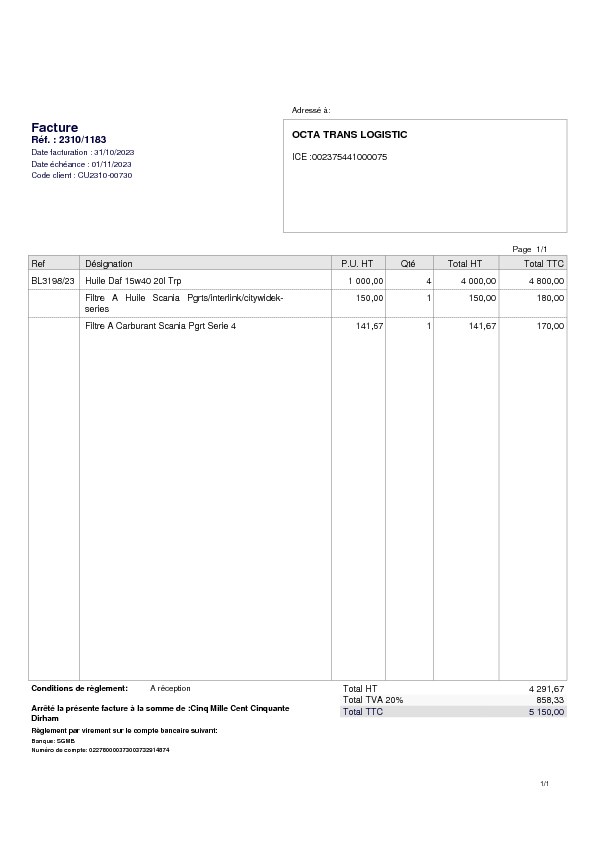 Adressé à:
Facture
Réf. : 2310/1183
Date facturation : 31/10/2023
Date échéance : 01/11/2023
Code client : CU2310-00730
OCTA TRANS LOGISTIC
ICE :002375441000075
Page 1/1
Ref Désignation P.U. HT Qté Total HT Total TTC
BL3198/23 Huile Daf 15w40 20l Trp 1 000,00 4 4 000,00 4 800,00
Filtre A Huile Scania Pgrts/interlink/citywidek- 150,00 1 150,00 180,00
series
Filtre A Carburant Scania Pgrt Serie 4 141,67 1 141,67 170,00
Conditions de règlement: A réception
Total HT 4 291,67
Total TVA 20% 858,33
Total TTC 5 150,00
Arrêté la présente facture à la somme de :Cinq Mille Cent Cinquante
Dirham
Règlement par virement sur le compte bancaire suivant:
Banque: SGMB
Numéro de compte:
1/1